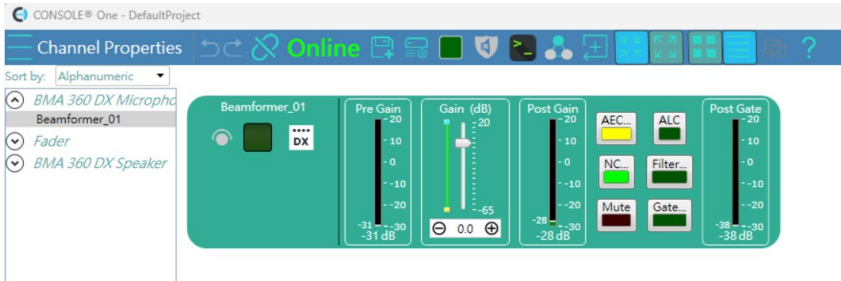 CONSOLE® One - DefaultProject
Channel Properties
Online
?
Sort by: Alphanumeric
BMA 360 DX Micropho
Beamformer_01
Fader
BMA 360 DX Speaker
Beamformer_01
DX
Pre Gain
20
10
0
-10
-20
-31
-30
-31 dB
Gain (dB)
20
-65
0.0
Post Gain
20
10
0
-10
-20
-28
-30
-28 dB
AEC...
ALC
NC...
Filter...
Mute
Gate...
Post Gate
20
10
0
-10
-20
-38
-30
-38 dB